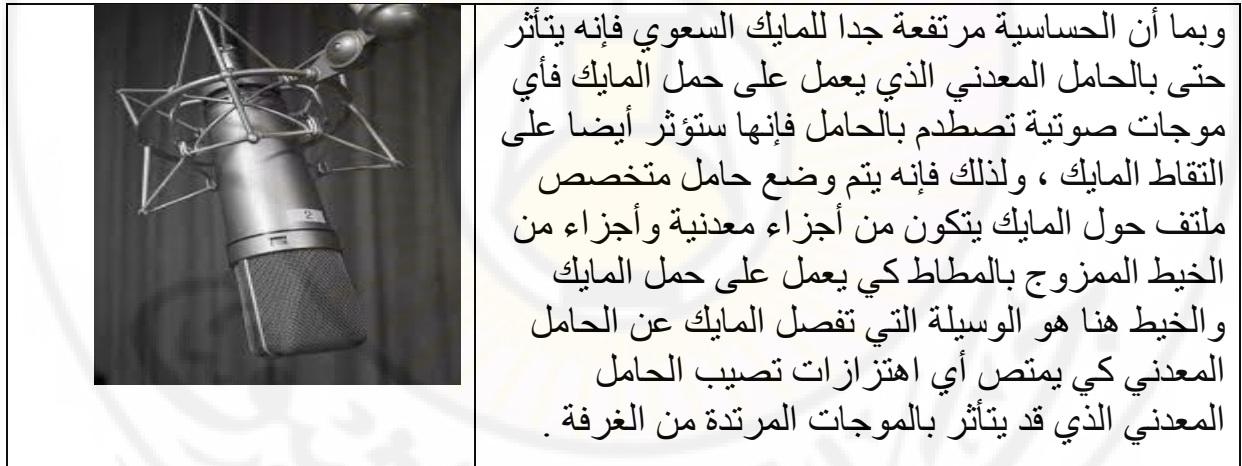 وبما أن الحساسية مرتفعة جدا للمايك السعوي فإنه يتأثر
حتى بالحامل المعدني الذي يعمل على حمل المايك فأي
موجات صوتية تصطدم بالحامل فإنها ستؤثر أيضا على
التقاط المايك ، ولذلك فإنه يتم وضع حامل متخصص
ملتف حول المايك يتكون من أجزاء معدنية وأجزاء من
الخيط الممزوج بالمطاط كي يعمل على حمل المايك
والخيط هنا هو الوسيلة التي تفصل المايك عن الحامل
المعدني كي يمتص أي اهتزازات تصيب الحامل
المعدني الذي قد يتأثر بالموجات المرتدة من الغرفة .
2